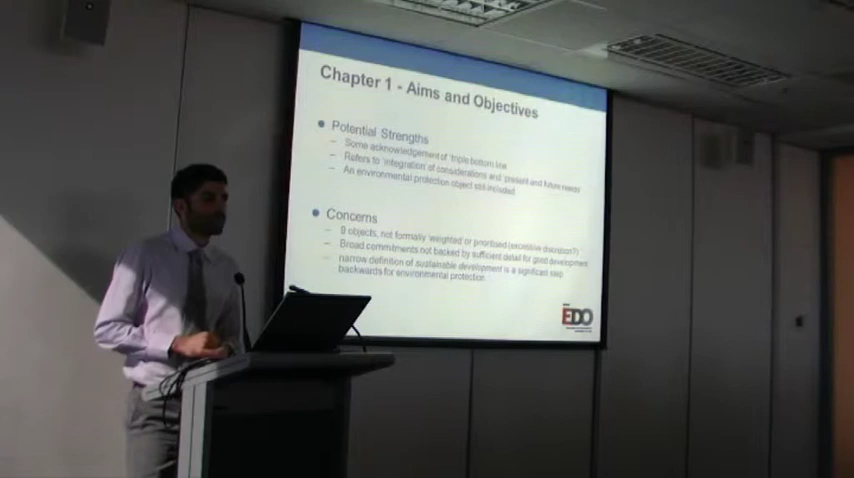 Chapter 1 - Aims and Objectives
• Potential Strengths
– Some acknowledgement of 'triple bottom line
– Refers to 'integration' of considerations and 'present and future needs'
– An environmental protection object still included
• Concerns
– 9 objects, not formally 'weighted' or prioritised (excessive discretion?)
– Broad commitments not backed by sufficient detail for good development
– narrow definition of sustainable development is a significant step
backwards for environmental protection
EDO